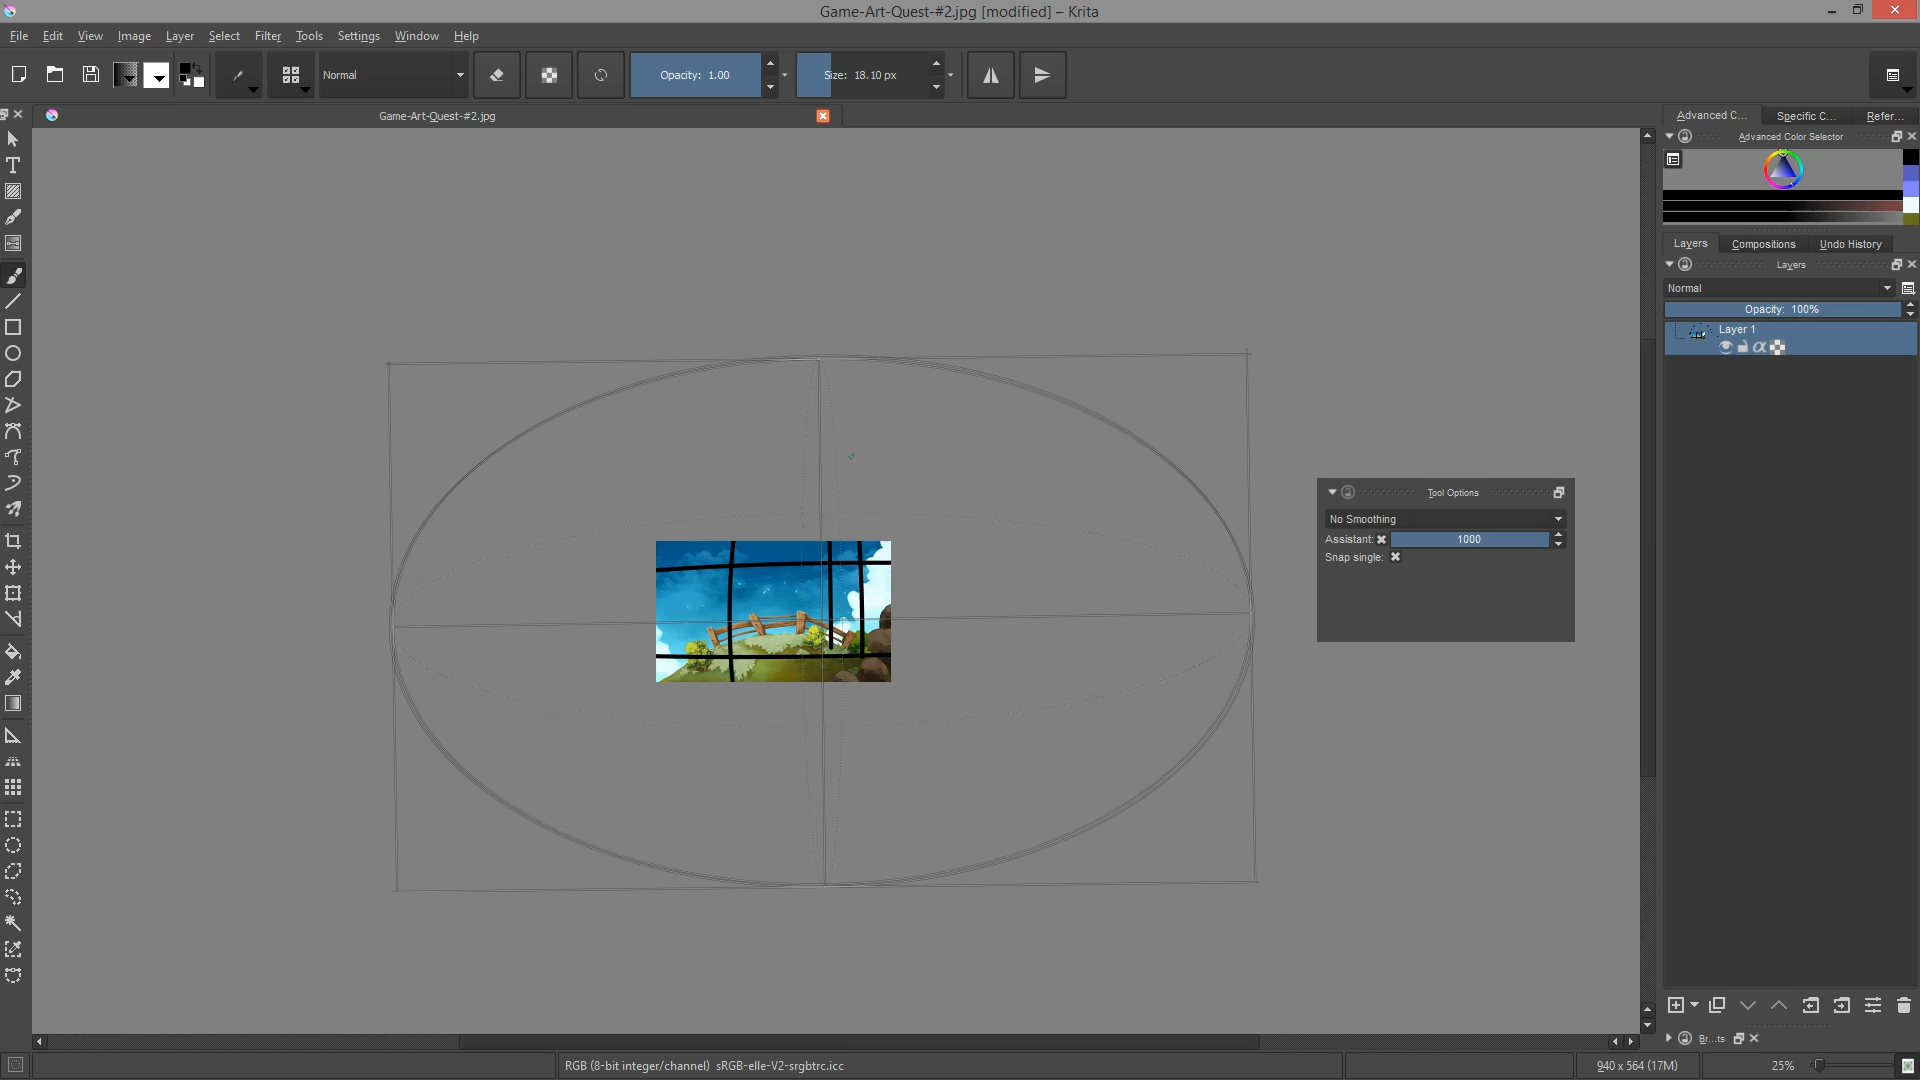 Game-Art-Quest-#2.jpg [modified] – Krita
File Edit View Image Layer Select Filter Tools Settings Window Help
Normal Opacity: 1.00 Size: 18.10 px
Game-Art-Quest-#2.jpg
Advanced C... Specific C... Refer...
Advanced Color Selector
Layers Compositions Undo History
Layers
Normal
Opacity: 100%
Layer 1
Tool Options
No Smoothing
Assistant: 1000
Snap single:
Br...ts
RGB (8-bit integer/channel) sRGB-elle-V2-srgbtrc.icc 940 x 564 (17M) 25%